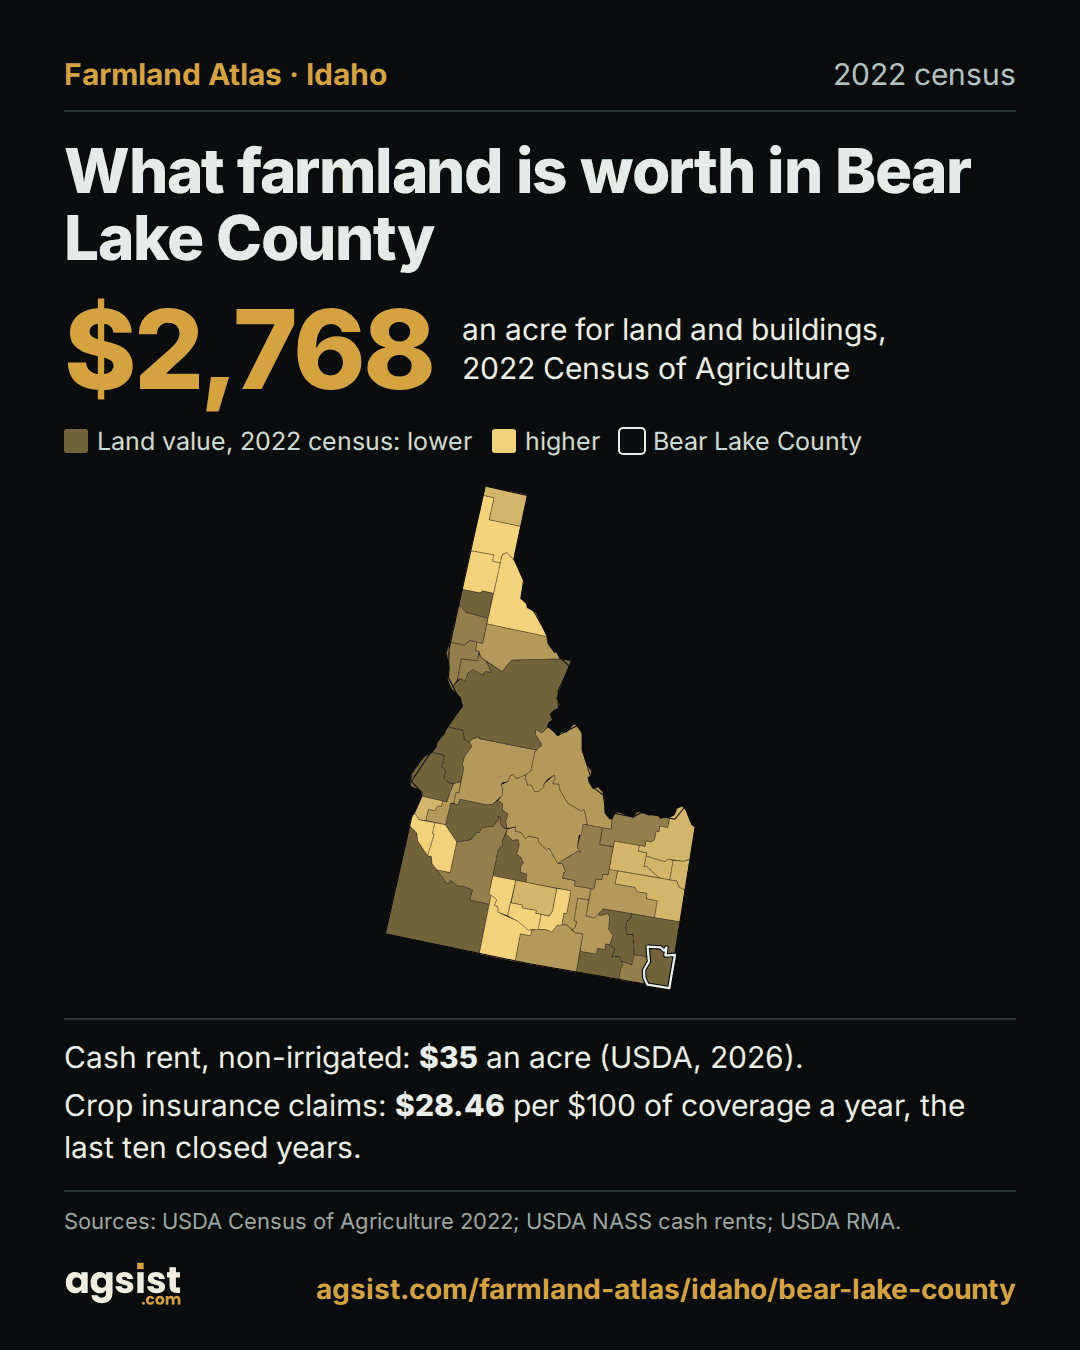 Farmland Atlas · Idaho
2022 census
What farmland is worth in Bear
Lake County
$2,768
an acre for land and buildings,
2022 Census of Agriculture
Land value, 2022 census: lower
higher
Bear Lake County
Cash rent, non-irrigated: $35 an acre (USDA, 2026).
Crop insurance claims: $28.46 per $100 of coverage a year, the
last ten closed years.
Sources: USDA Census of Agriculture 2022; USDA NASS cash rents; USDA RMA.
agsist
.com
agsist.com/farmland-atlas/idaho/bear-lake-county